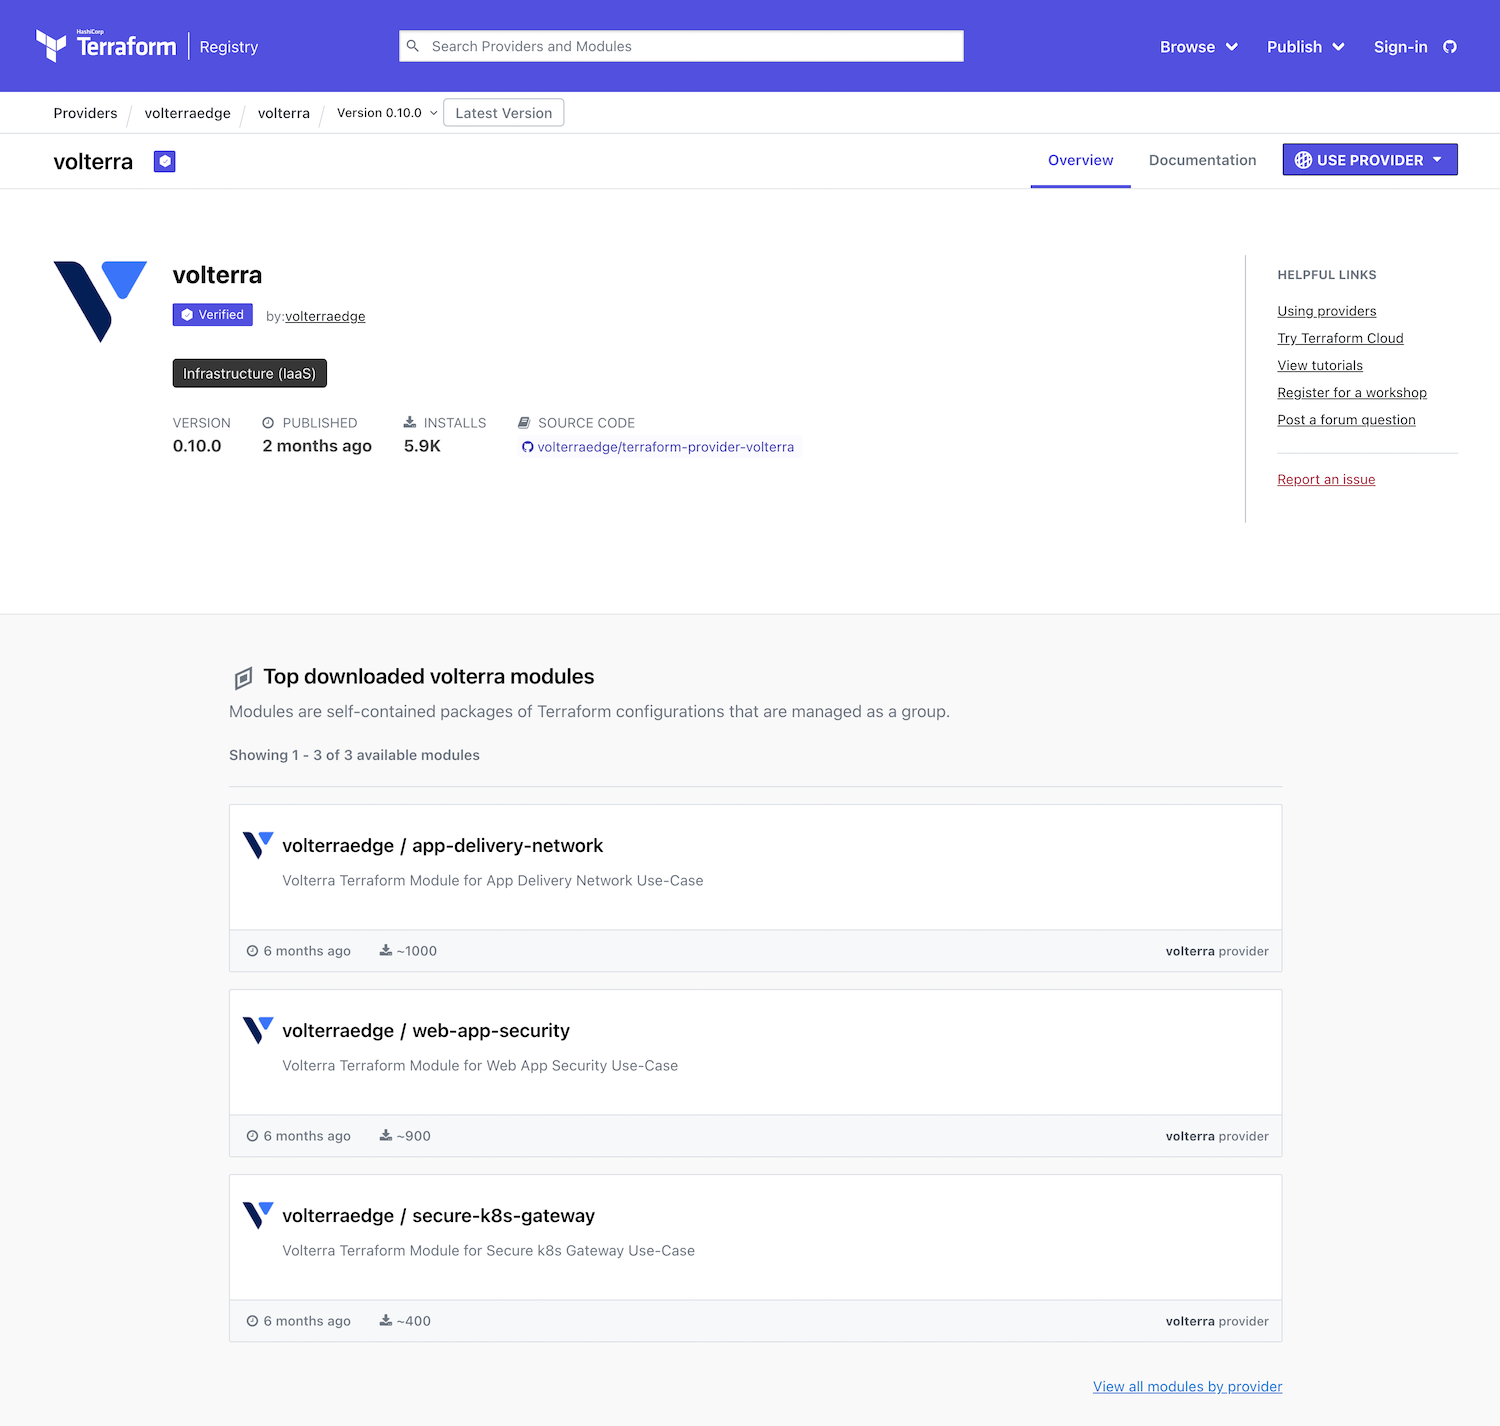 HashiCorp
Terraform Registry
Search Providers and Modules
Browse
Publish
Sign-in
Providers / volterraedge / volterra / Version 0.10.0 Latest Version
volterra
Overview
Documentation
USE PROVIDER
volterra
Verified by:volterraedge
Infrastructure (IaaS)
VERSION
0.10.0
PUBLISHED
2 months ago
INSTALLS
5.9K
SOURCE CODE
volterraedge/terraform-provider-volterra
HELPFUL LINKS
Using providers
Try Terraform Cloud
View tutorials
Register for a workshop
Post a forum question
Report an issue
Top downloaded volterra modules
Modules are self-contained packages of Terraform configurations that are managed as a group.
Showing 1 - 3 of 3 available modules
volterraedge / app-delivery-network
Volterra Terraform Module for App Delivery Network Use-Case
6 months ago ~1000 volterra provider
volterraedge / web-app-security
Volterra Terraform Module for Web App Security Use-Case
6 months ago ~900 volterra provider
volterraedge / secure-k8s-gateway
Volterra Terraform Module for Secure k8s Gateway Use-Case
6 months ago ~400 volterra provider
View all modules by provider